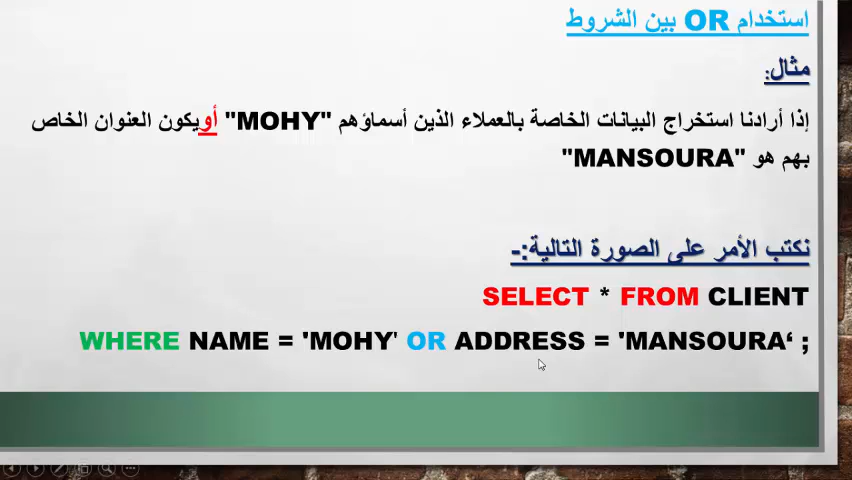 استخدام OR بين الشروط
مثال:
إذا أرادنا استخراج البيانات الخاصة بالعملاء الذين أسماؤهم "MOHY" أويكون العنوان الخاص
بهم هو "MANSOURA"
نكتب الأمر على الصورة التالية:-
SELECT * FROM CLIENT
WHERE NAME = 'MOHY' OR ADDRESS = 'MANSOURA‘ ;